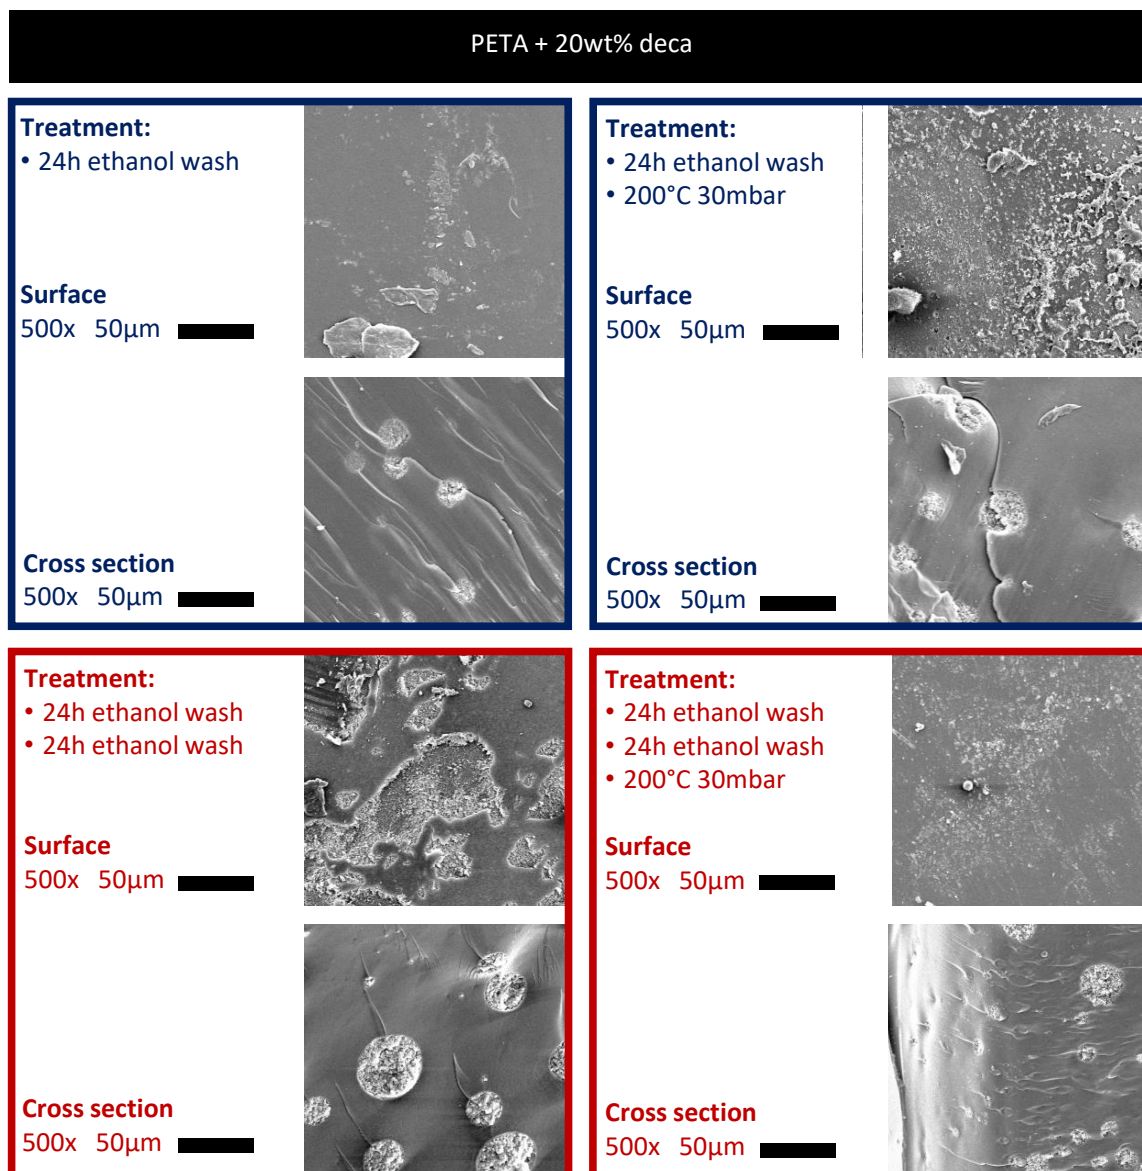 PETA + 20wt% deca
Treatment:
• 24h ethanol wash
Surface
500x 50µm
Cross section
500x 50µm
Treatment:
• 24h ethanol wash
• 200°C 30mbar
Surface
500x 50µm
Cross section
500x 50µm
Treatment:
• 24h ethanol wash
• 24h ethanol wash
Surface
500x 50µm
Cross section
500x 50µm
Treatment:
• 24h ethanol wash
• 24h ethanol wash
• 200°C 30mbar
Surface
500x 50µm
Cross section
500x 50µm